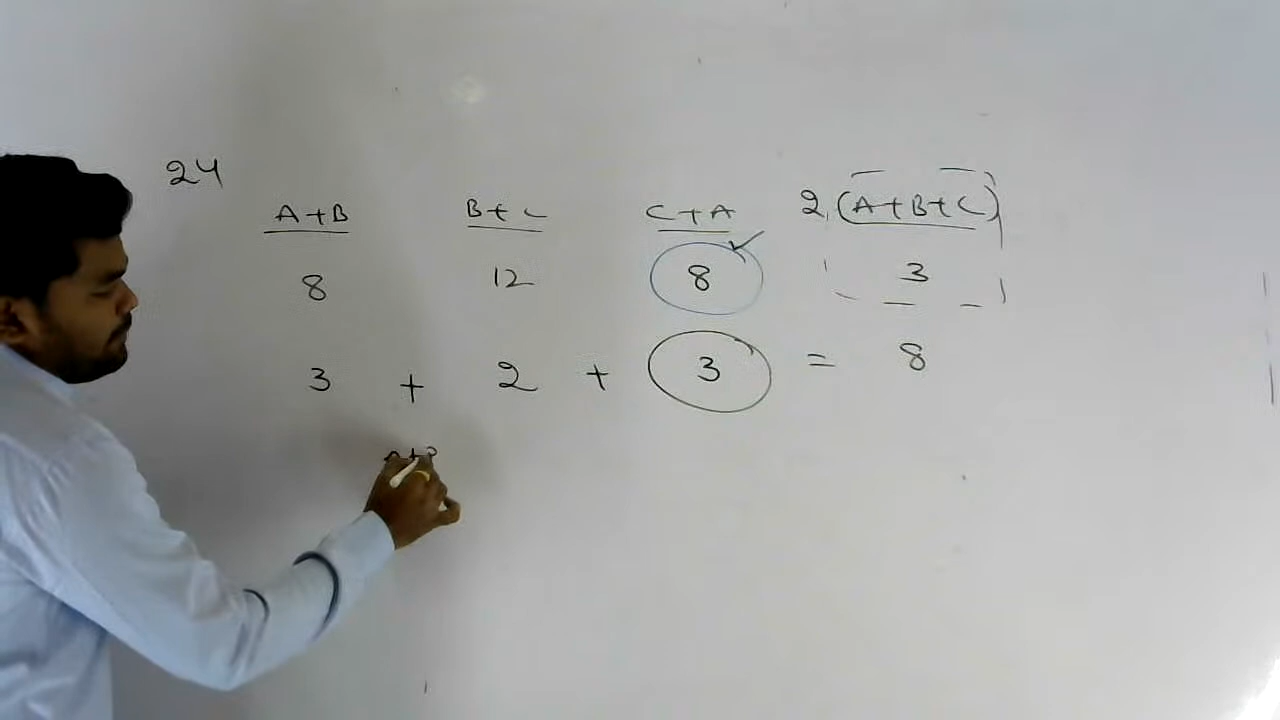 24
A+B B+C C+A 2(A+B+C)
8 12 8 3
3 + 2 + 3 = 8